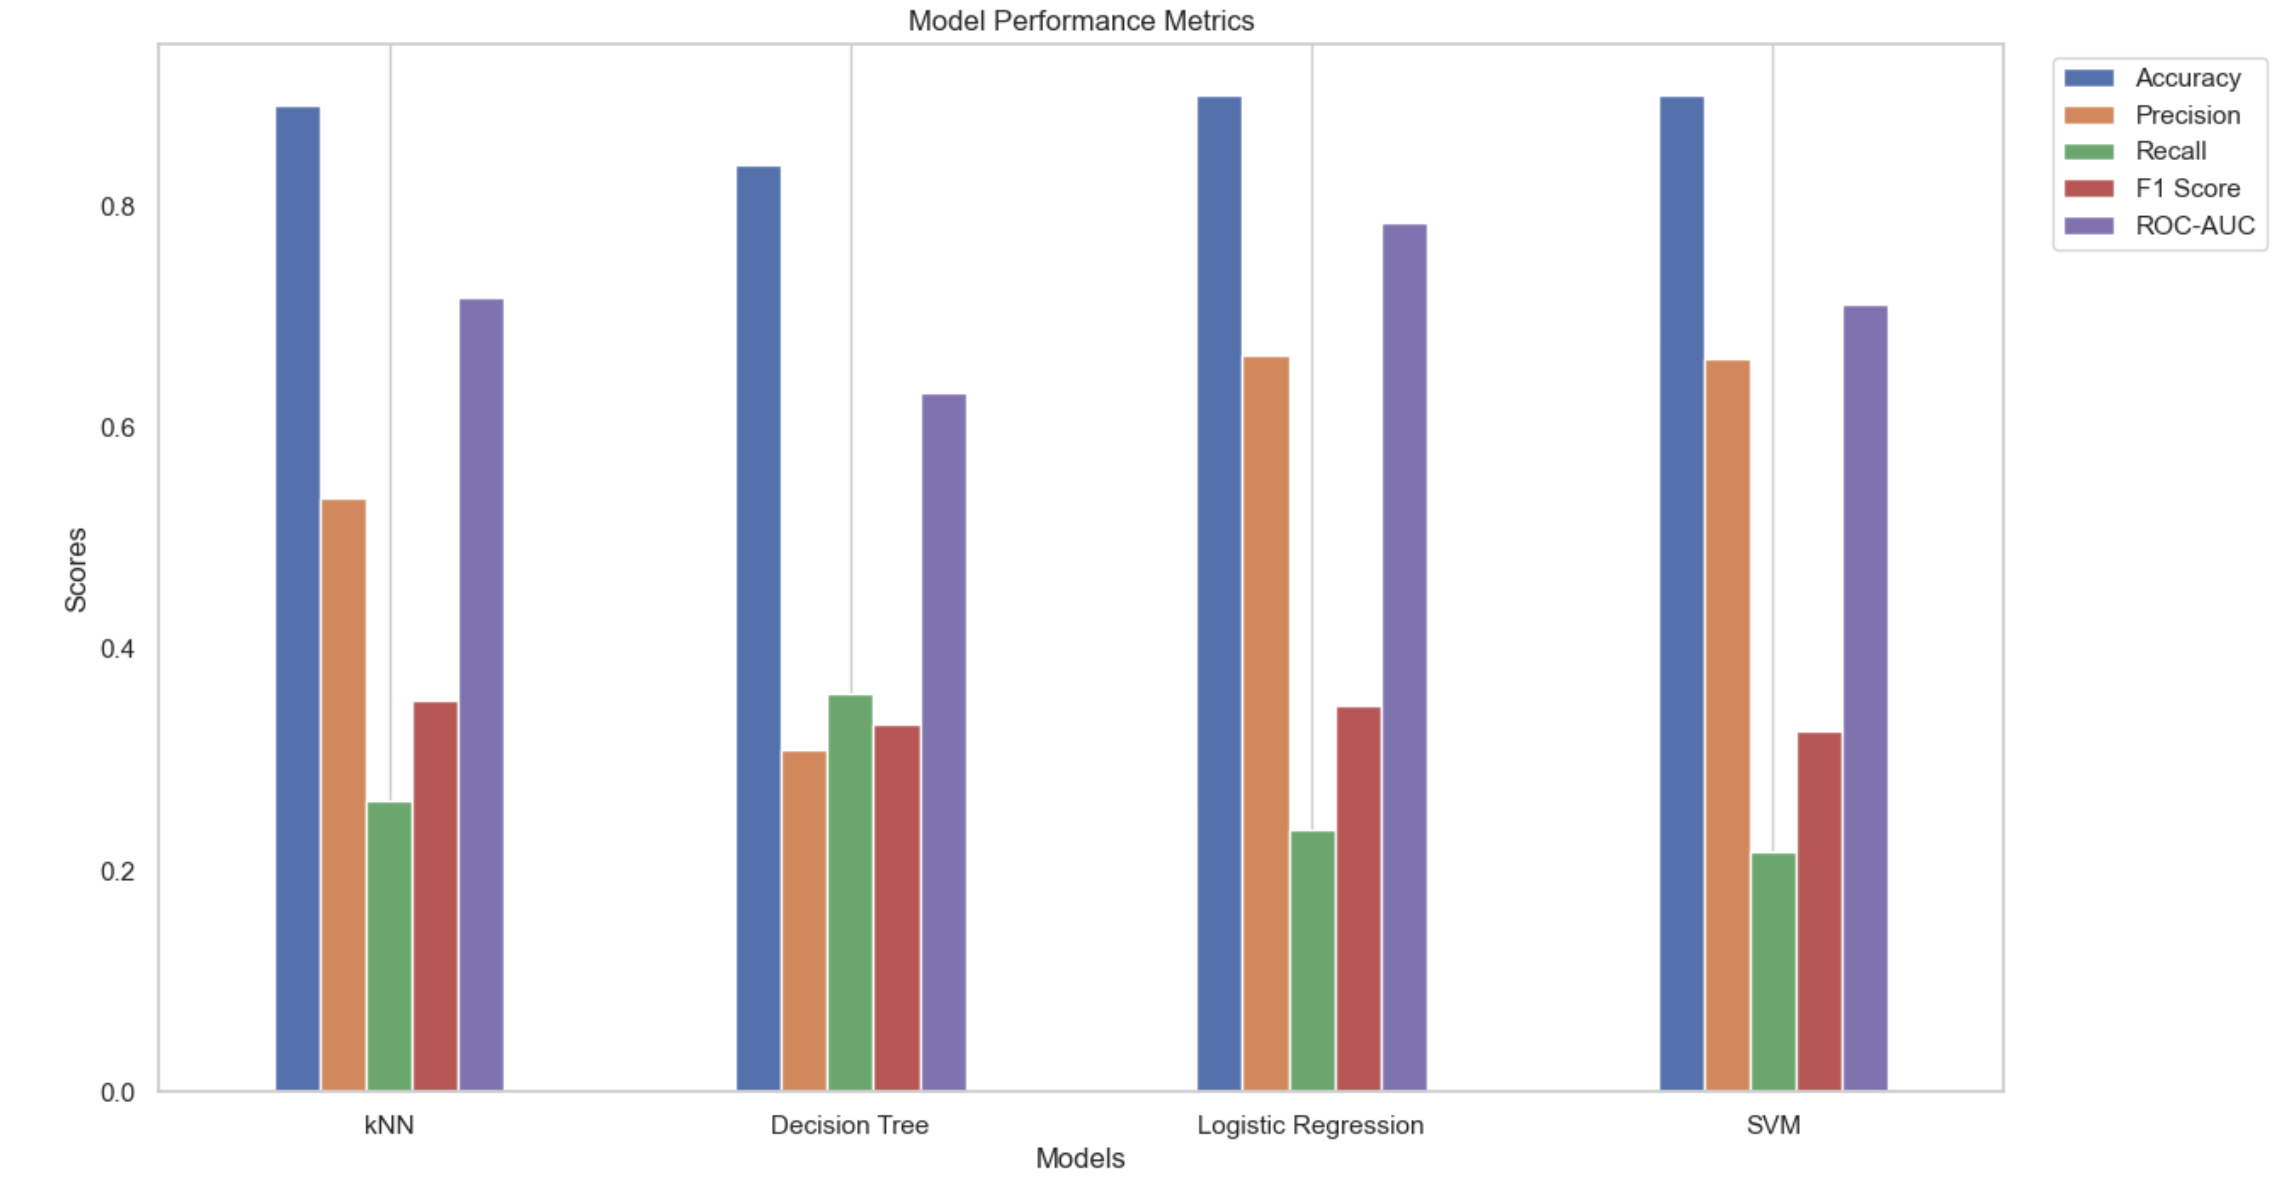 Model Performance Metrics
Accuracy
Precision
Recall
F1 Score
ROC-AUC
Scores
0.8
0.6
0.4
0.2
0.0
kNN
Decision Tree
Logistic Regression
SVM
Models